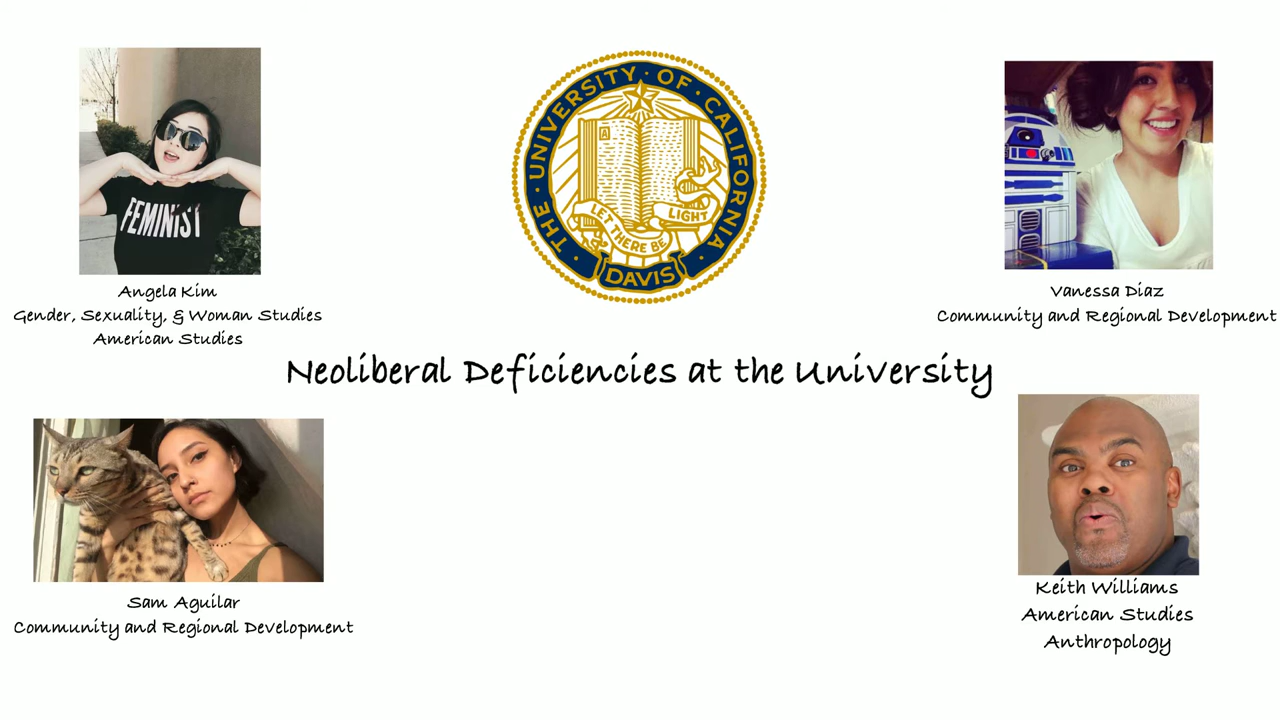 FEMINIST
Angela Kim
Gender, Sexuality, & Woman Studies
American Studies
THE · UNIVERSITY · OF · CALIFORNIA
A
LET THERE BE LIGHT
DAVIS
Vanessa Diaz
Community and Regional Development
Neoliberal Deficiencies at the University
Sam Aguilar
Community and Regional Development
Keith Williams
American Studies
Anthropology